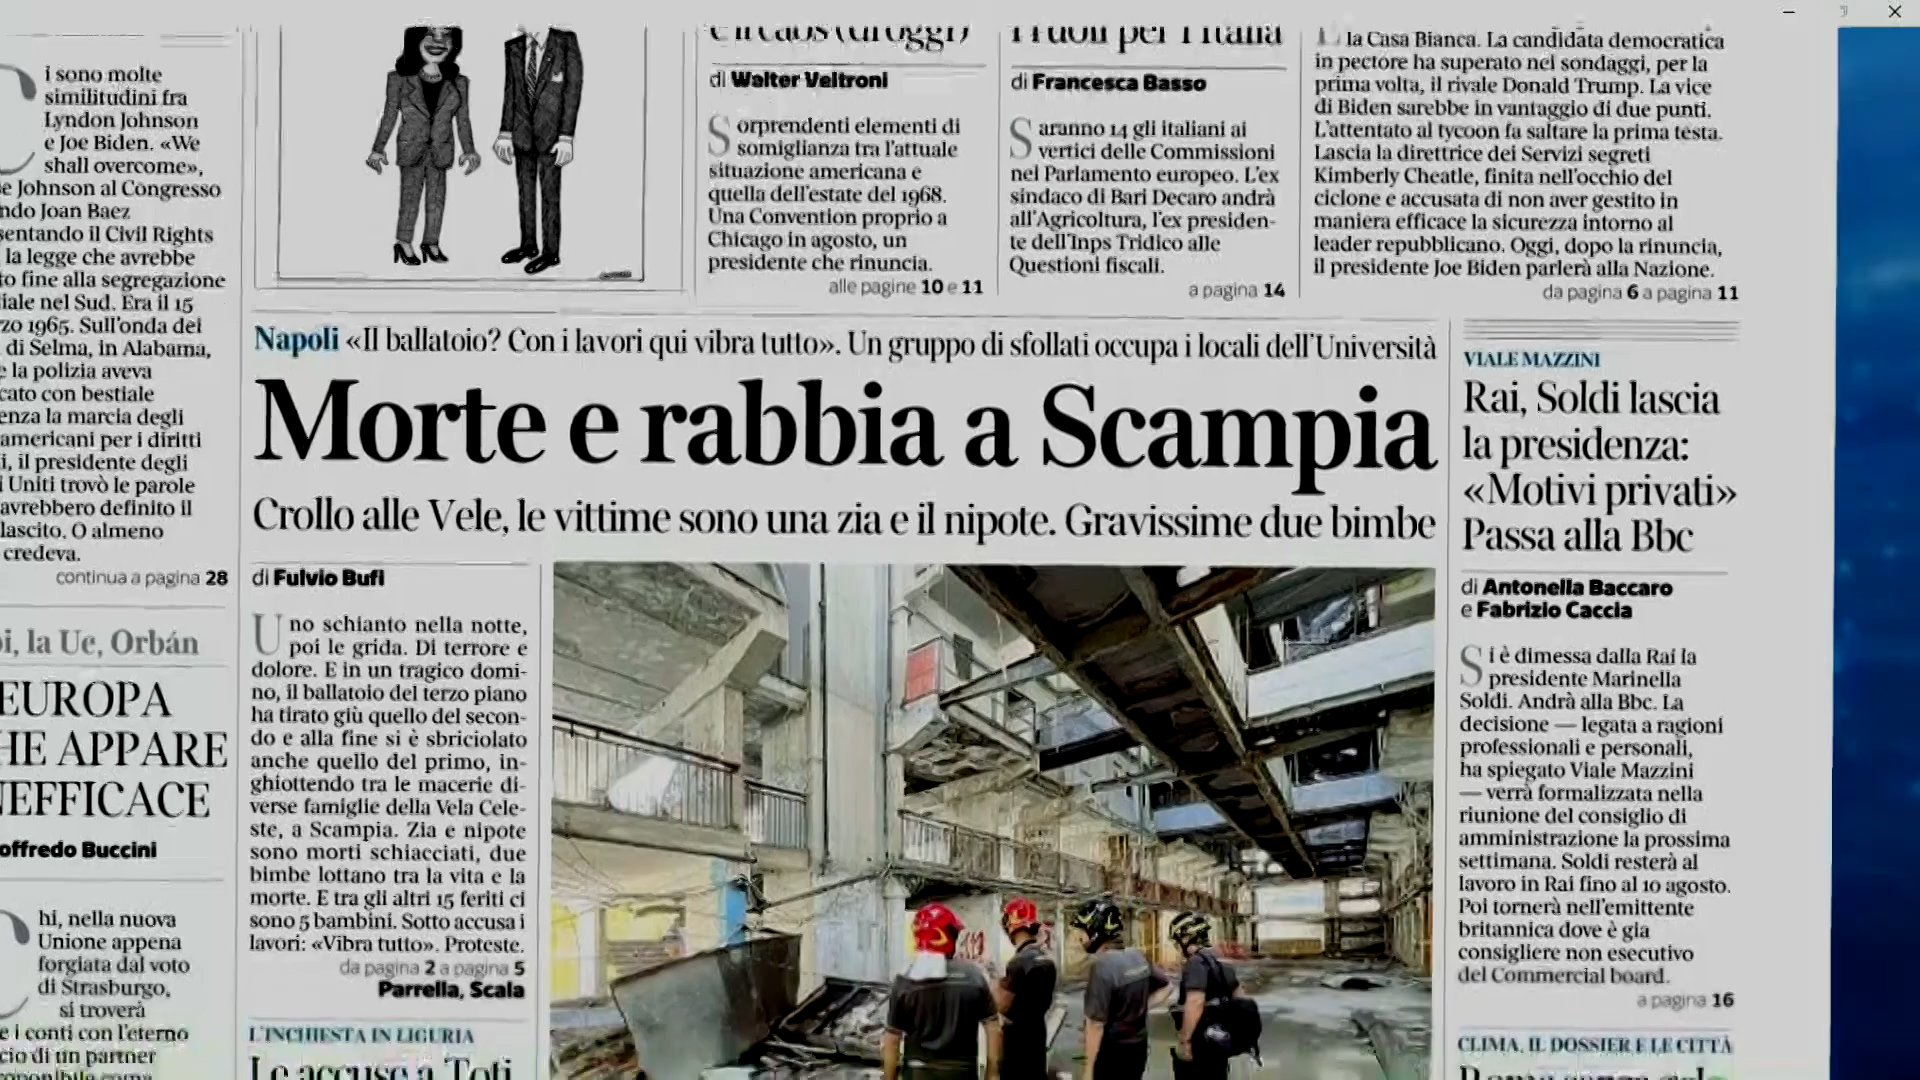 i sono molte
similitudini fra
Lyndon Johnson
e Joe Biden. «We
shall overcome»,
e Johnson al Congresso
ndo Joan Baez
sentando il Civil Rights
la legge che avrebbe
to fine alla segregazione
iale nel Sud. Era il 15
zo 1965. Sull'onda dei
di Selma, in Alabama,
e la polizia aveva
cato con bestiale
enza la marcia degli
americani per i diritti
i, il presidente degli
i Uniti trovò le parole
avrebbero definito il
lascito. O almeno
credeva.
continua a pagina 28
i, la Ue, Orbán
EUROPA
HE APPARE
NEFFICACE
offredo Buccini
hi, nella nuova
Unione appena
forgiata dal voto
di Strasburgo,
si troverà
e i conti con l'eterno
cio di un partner
di Walter Veltroni
Sorprendenti elementi di
somiglianza tra l'attuale
situazione americana e
quella dell'estate del 1968.
Una Convention proprio a
Chicago in agosto, un
presidente che rinuncia.
alle pagine 10 e 11
di Francesca Basso
Saranno 14 gli italiani ai
vertici delle Commissioni
nel Parlamento europeo. L'ex
sindaco di Bari Decaro andrà
all'Agricoltura, l'ex presiden-
te dell'Inps Tridico alle
Questioni fiscali.
a pagina 14
la Casa Bianca. La candidata democratica
in pectore ha superato nei sondaggi, per la
prima volta, il rivale Donald Trump. La vice
di Biden sarebbe in vantaggio di due punti.
L'attentato al tycoon fa saltare la prima testa.
Lascia la direttrice dei Servizi segreti
Kimberly Cheatle, finita nell'occhio del
ciclone e accusata di non aver gestito in
maniera efficace la sicurezza intorno al
leader repubblicano. Oggi, dopo la rinuncia,
il presidente Joe Biden parlerà alla Nazione.
da pagina 6 a pagina 11
Napoli «Il ballatoio? Con i lavori qui vibra tutto». Un gruppo di sfollati occupa i locali dell'Università
Morte e rabbia a Scampia
Crollo alle Vele, le vittime sono una zia e il nipote. Gravissime due bimbe
di Fulvio Bufi
Uno schianto nella notte,
poi le grida. Di terrore e
dolore. E in un tragico domi-
no, il ballatoio del terzo piano
ha tirato giù quello del secon-
do e alla fine si è sbriciolato
anche quello del primo, in-
ghiottendo tra le macerie di-
verse famiglie della Vela Cele-
ste, a Scampia. Zia e nipote
sono morti schiacciati, due
bimbe lottano tra la vita e la
morte. E tra gli altri 15 feriti ci
sono 5 bambini. Sotto accusa i
lavori: «Vibra tutto». Proteste.
da pagina 2 a pagina 5
Parrella, Scala
L'INCHIESTA IN LIGURIA
Le accuse a Toti
VIALE MAZZINI
Rai, Soldi lascia
la presidenza:
«Motivi privati»
Passa alla Bbc
di Antonella Baccaro
e Fabrizio Caccia
Si è dimessa dalla Rai la
presidente Marinella
Soldi. Andrà alla Bbc. La
decisione — legata a ragioni
professionali e personali,
ha spiegato Viale Mazzini
— verrà formalizzata nella
riunione del consiglio di
amministrazione la prossima
settimana. Soldi resterà al
lavoro in Rai fino al 10 agosto.
Poi tornerà nell'emittente
britannica dove è già
consigliere non esecutivo
del Commercial board.
a pagina 16
CLIMA, IL DOSSIER E LE CITTÀ